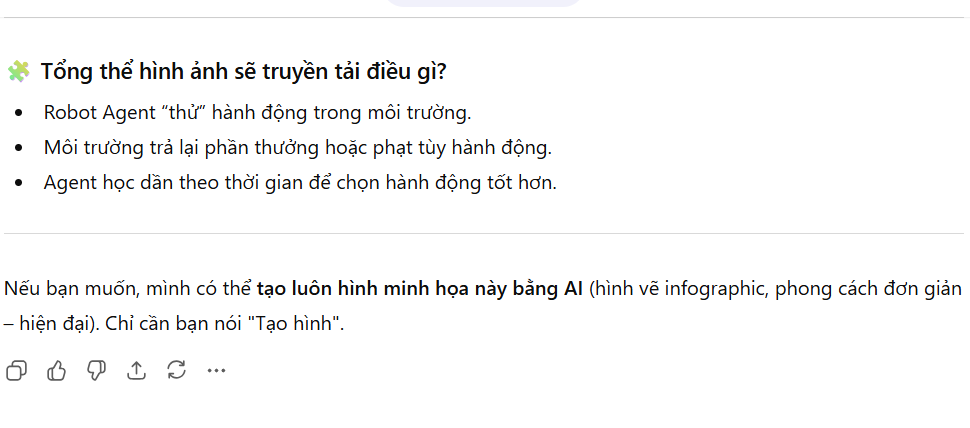 Tổng thể hình ảnh sẽ truyền tải điều gì?
Robot Agent “thử” hành động trong môi trường.
Môi trường trả lại phần thưởng hoặc phạt tùy hành động.
Agent học dần theo thời gian để chọn hành động tốt hơn.
Nếu bạn muốn, mình có thể tạo luôn hình minh họa này bằng AI (hình vẽ infographic, phong cách đơn giản
– hiện đại). Chỉ cần bạn nói "Tạo hình".